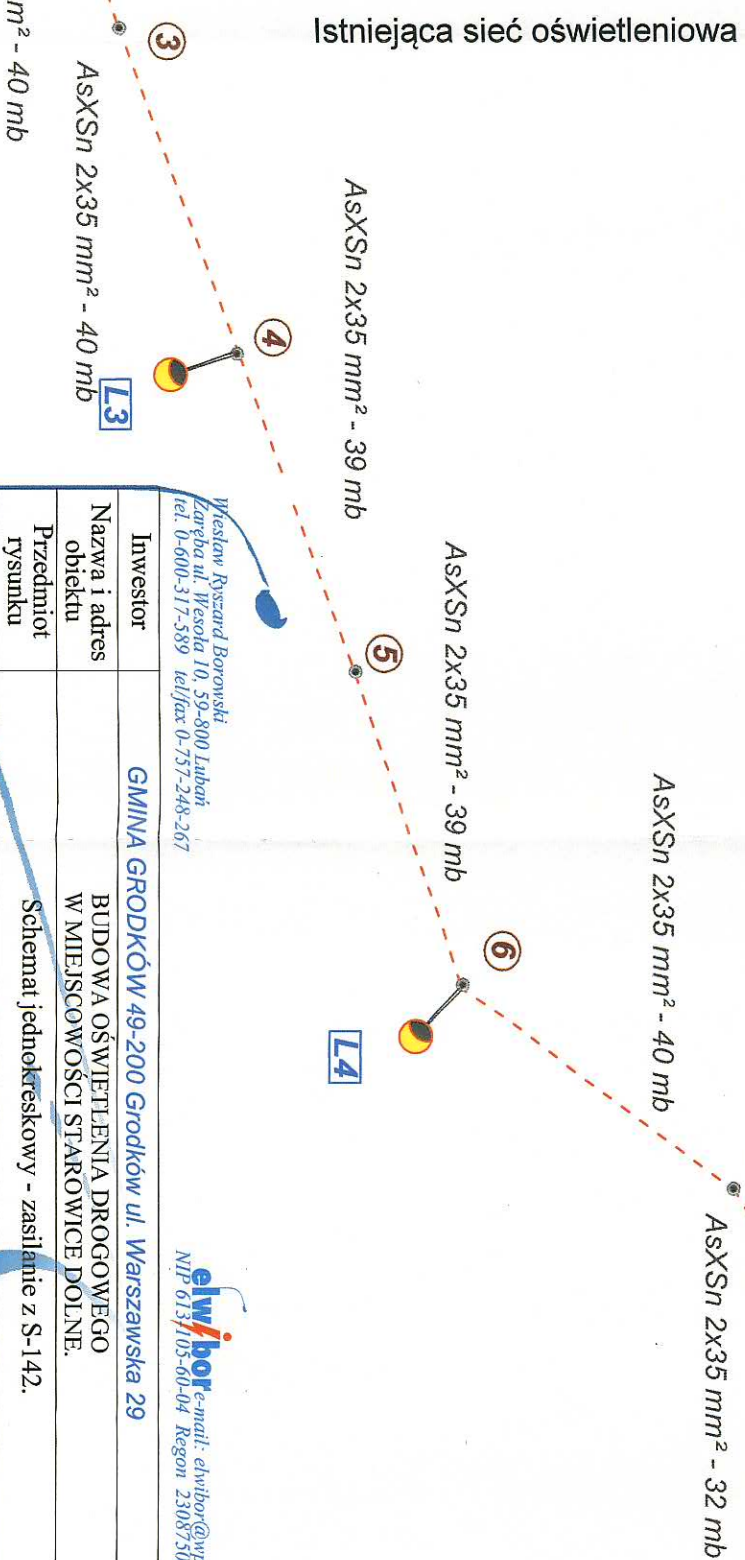 Istniejąca sieć oświetleniowa
m² - 40 mb
3
AsXSn 2x35 mm² - 40 mb
4
L3
AsXSn 2x35 mm² - 39 mb
5
AsXSn 2x35 mm² - 39 mb
6
L4
AsXSn 2x35 mm² - 40 mb
AsXSn 2x35 mm² - 32 mb
Wiesław Ryszard Borowski
Zaręba ul. Wesoła 10, 59-800 Lubań
tel. 0-600-317-589 tel/fax 0-757-248-267
elwibor e-mail: elwibor@wp
NIP 613-105-60-04 Regon 2308750
Inwestor
GMINA GRODKÓW 49-200 Grodków ul. Warszawska 29
Nazwa i adres
obiektu
BUDOWA OŚWIETLENIA DROGOWEGO
W MIEJSCOWOŚCI STAROWICE DOLNE.
Przedmiot
rysunku
Schemat jednokreskowy - zasilanie z S-142.